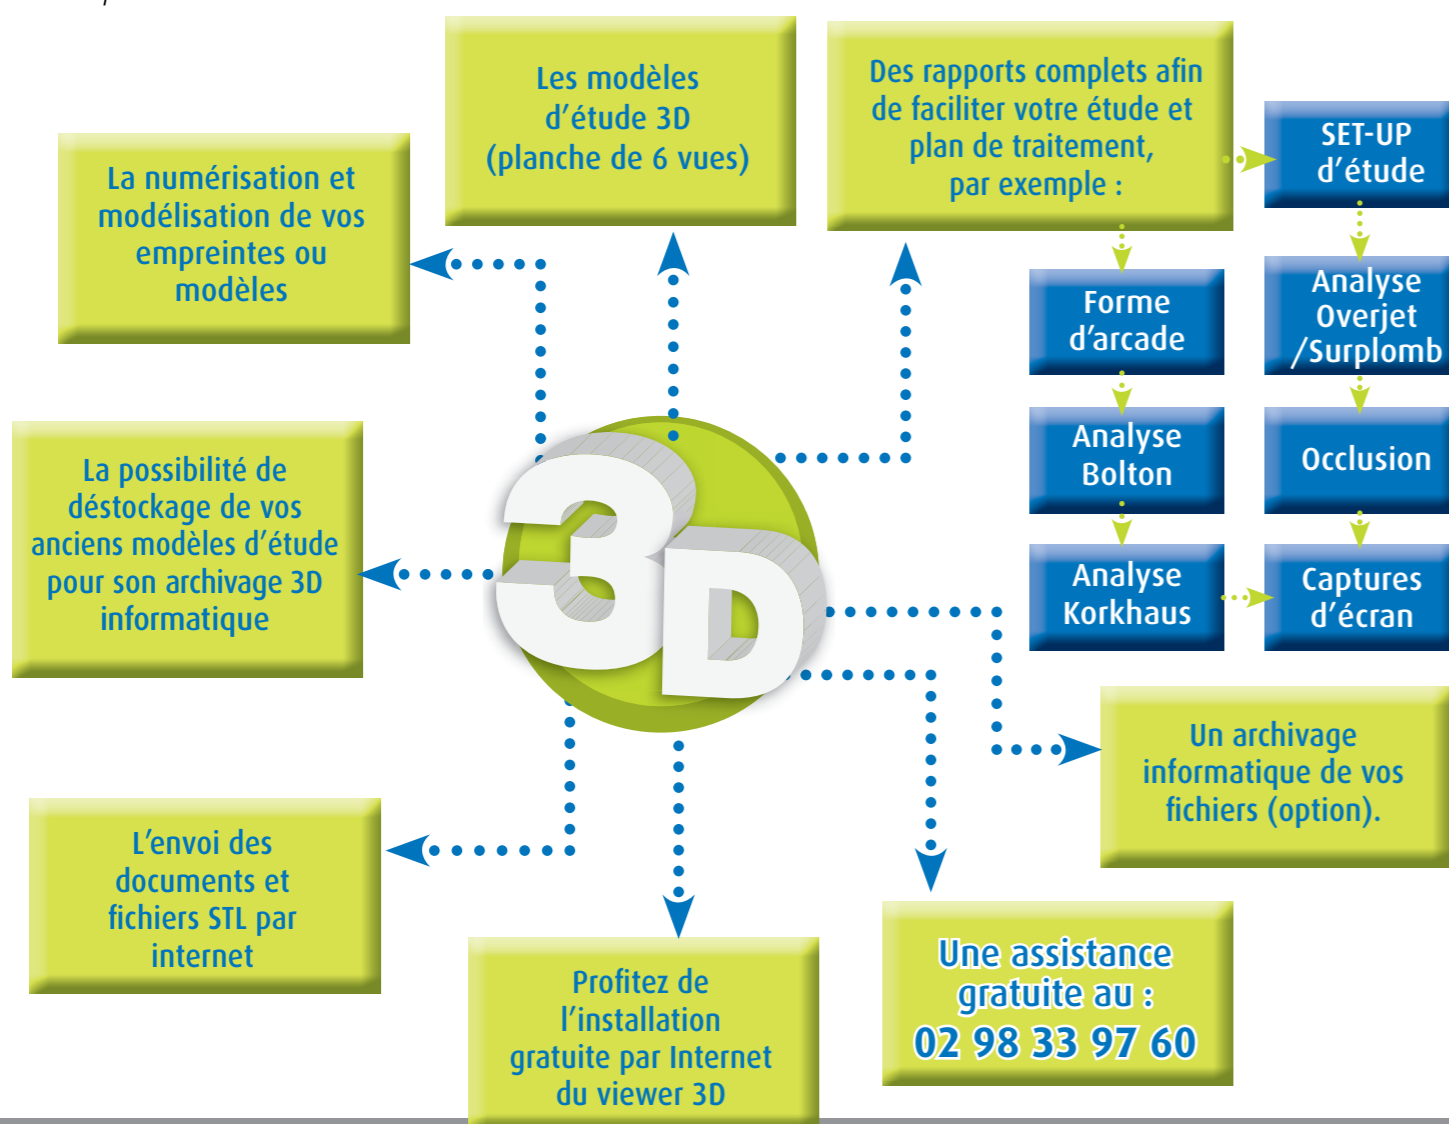 Les modèles
d'étude 3D
(planche de 6 vues)
Des rapports complets afin
de faciliter votre étude et
plan de traitement,
par exemple :
SET-UP
d'étude
La numérisation et
modélisation de vos
empreintes ou
modèles
Forme
d'arcade
Analyse
Overjet
/Surplomb
Analyse
Bolton
Occlusion
Analyse
Korkhaus
Captures
d'écran
La possibilité de
déstockage de vos
anciens modèles d'étude
pour son archivage 3D
informatique
3D
Un archivage
informatique de vos
fichiers (option).
L'envoi des
documents et
fichiers STL par
internet
Profitez de
l'installation
gratuite par Internet
du viewer 3D
Une assistance
gratuite au :
02 98 33 97 60